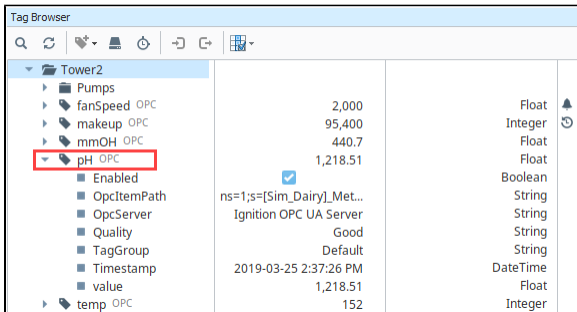 Tag Browser
Tower2
Pumps
fanSpeed OPC 2,000 Float
makeup OPC 95,400 Integer
mmOH OPC 440.7 Float
pH OPC 1,218.51 Float
Enabled Boolean
OpcItemPath ns=1;s=[Sim_Dairy]_Met... String
OpcServer Ignition OPC UA Server String
Quality Good String
TagGroup Default String
Timestamp 2019-03-25 2:37:26 PM DateTime
value 1,218.51 Float
temp OPC 152 Integer